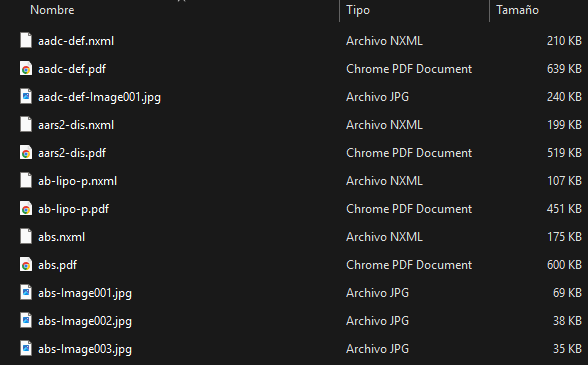 Nombre Tipo Tamaño
aadc-def.nxml Archivo NXML 210 KB
aadc-def.pdf Chrome PDF Document 639 KB
aadc-def-Image001.jpg Archivo JPG 240 KB
aars2-dis.nxml Archivo NXML 199 KB
aars2-dis.pdf Chrome PDF Document 519 KB
ab-lipo-p.nxml Archivo NXML 107 KB
ab-lipo-p.pdf Chrome PDF Document 451 KB
abs.nxml Archivo NXML 175 KB
abs.pdf Chrome PDF Document 600 KB
abs-Image001.jpg Archivo JPG 69 KB
abs-Image002.jpg Archivo JPG 38 KB
abs-Image003.jpg Archivo JPG 35 KB